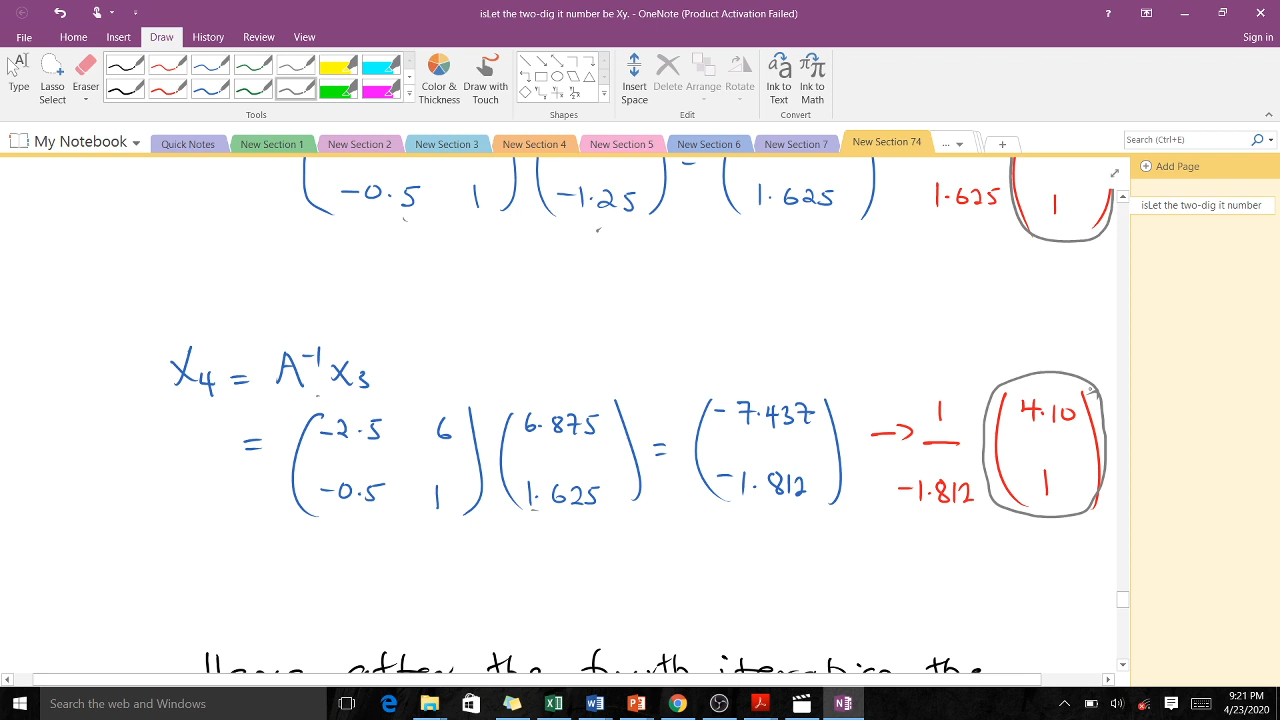 isLet the two-dig it number be Xy. - OneNote (Product Activation Failed)
File Home Insert Draw History Review View Sign in
Type Lasso Select Eraser Color & Thickness Draw with Touch Insert Space Delete Arrange Rotate Ink to Text Ink to Math
Tools Shapes Edit Convert
My Notebook Quick Notes New Section 1 New Section 2 New Section 3 New Section 4 New Section 5 New Section 6 New Section 7 New Section 74 ... Search (Ctrl+E)
Add Page
isLet the two-dig it number
-0.5 1 -1.25 = 1.625 1.625 1
X4 = A⁻¹ X3
= (-2.5 6) (6.875) = (-7.437) → 1 (4.10)
(-0.5 1) (1.625) (-1.812) -1.812 (1)
Hence after the fourth iteration the
Search the web and Windows
9:21 PM
4/23/2020